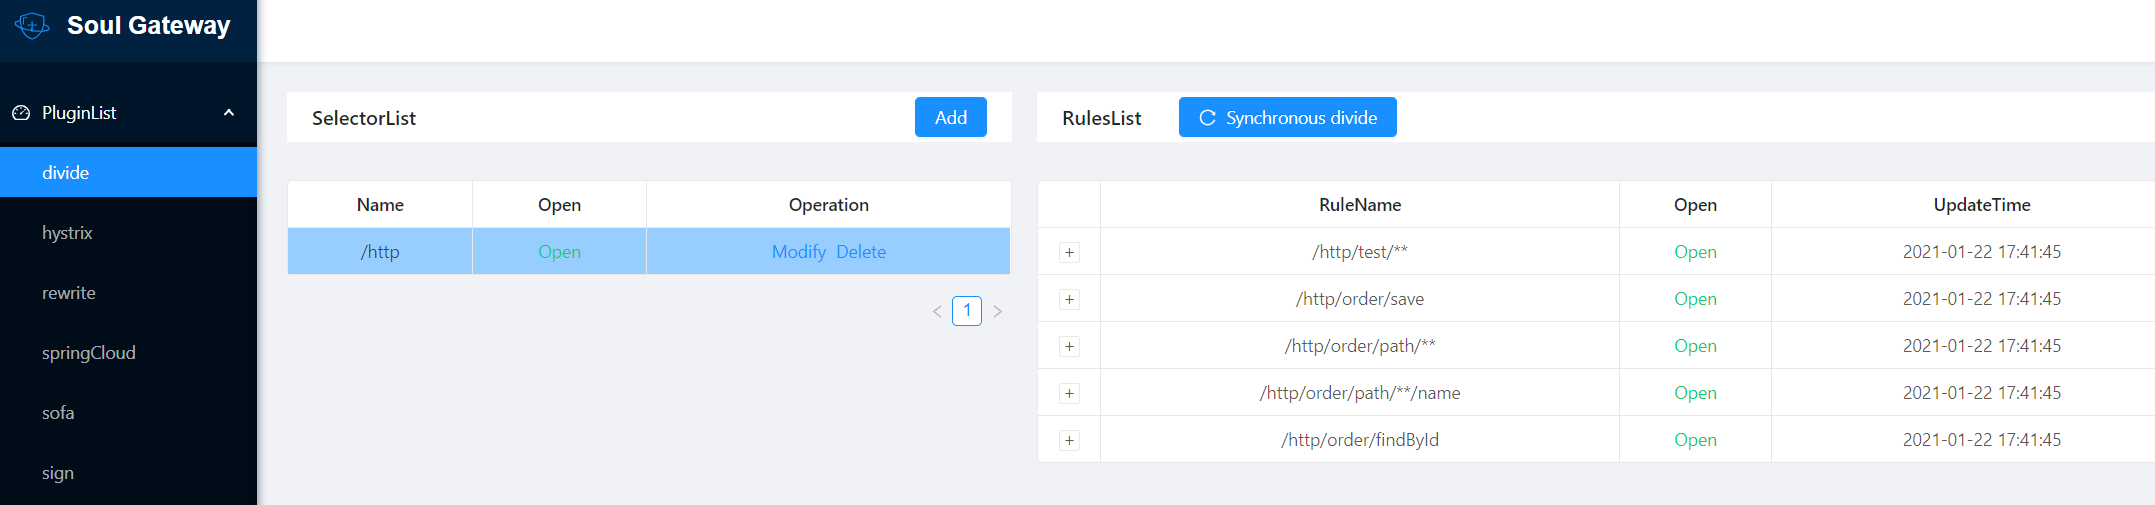 Soul Gateway
PluginList
divide
hystrix
rewrite
springCloud
sofa
sign
SelectorList
Add
Name Open Operation
/http Open Modify Delete
< 1 >
RulesList
Synchronous divide
RuleName Open UpdateTime
+ /http/test/** Open 2021-01-22 17:41:45
+ /http/order/save Open 2021-01-22 17:41:45
+ /http/order/path/** Open 2021-01-22 17:41:45
+ /http/order/path/**/name Open 2021-01-22 17:41:45
+ /http/order/findById Open 2021-01-22 17:41:45